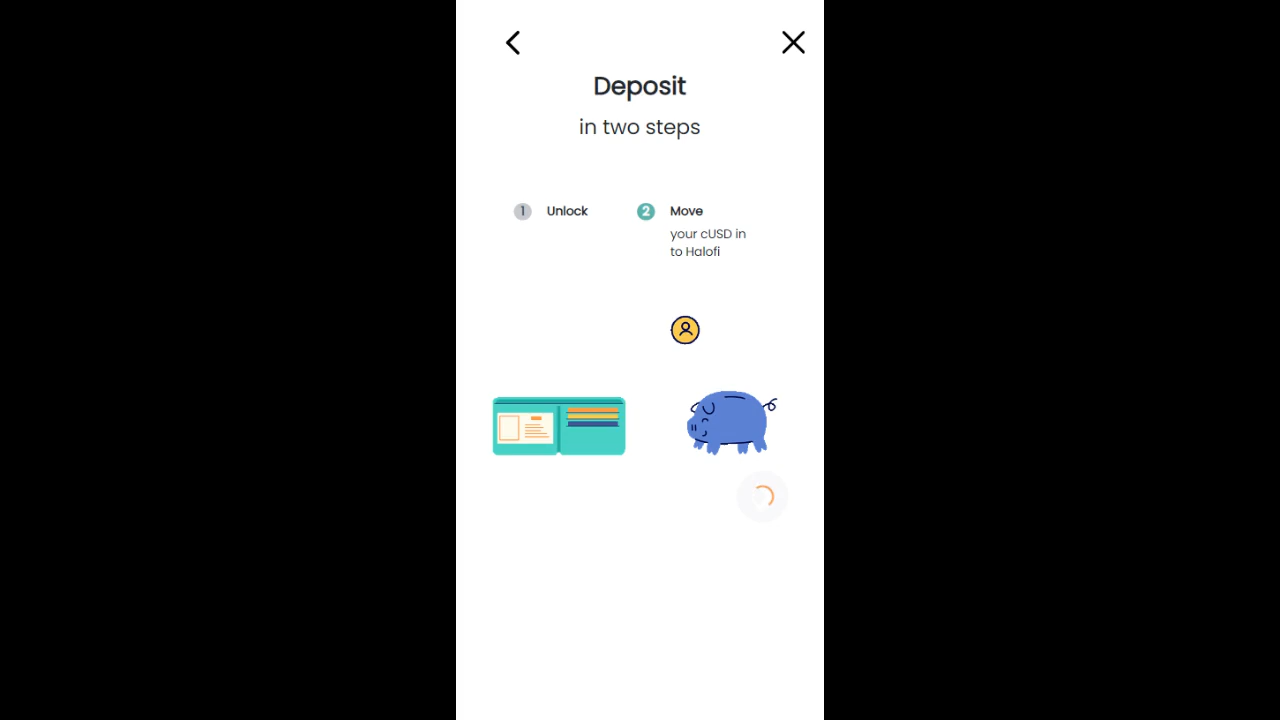 Deposit
in two steps
1 Unlock
2 Move
your cUSD in
to Halofi